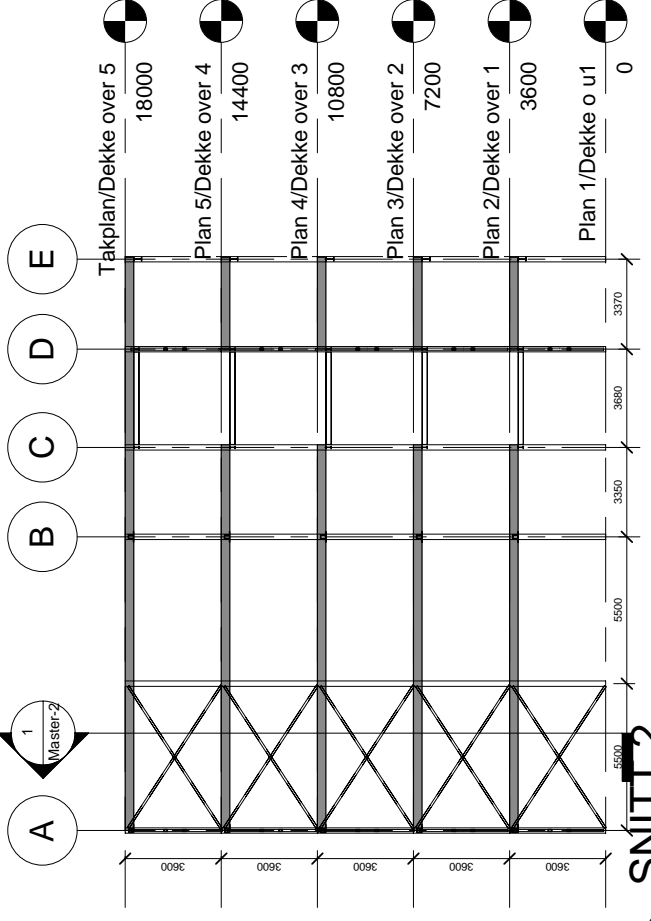 Takplan/Dekke over 5
18000
Plan 5/Dekke over 4
14400
Plan 4/Dekke over 3
10800
Plan 3/Dekke over 2
7200
Plan 2/Dekke over 1
3600
Plan 1/Dekke o u1
0
E
D
C
B
1
Master-2
A
3370
3680
3350
5500
5500
3600
3600
3600
3600
3600
SNITT 2